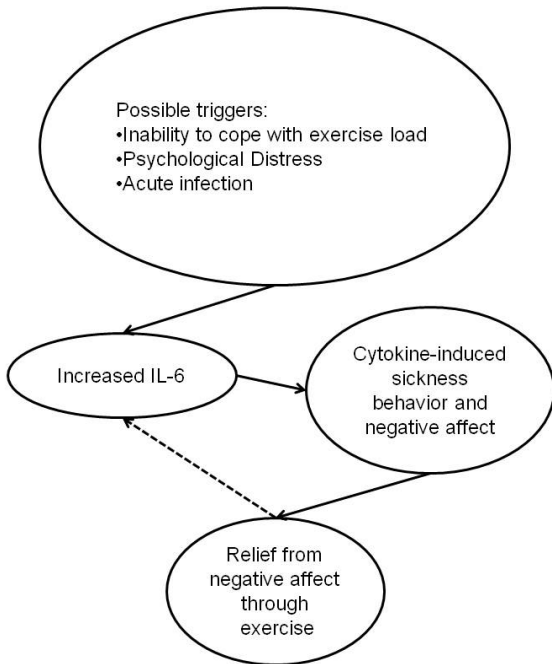 Possible triggers:
•Inability to cope with exercise load
•Psychological Distress
•Acute infection
Increased IL-6
Cytokine-induced
sickness
behavior and
negative affect
Relief from
negative affect
through
exercise